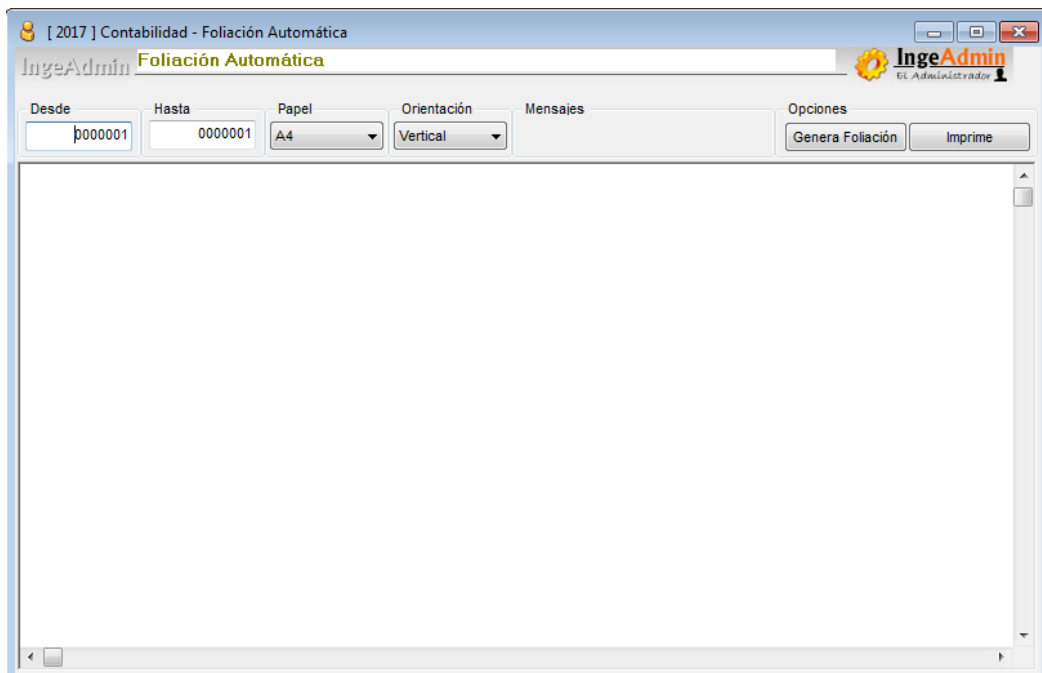 [ 2017 ] Contabilidad - Foliación Automática
IngeAdmin Foliación Automática
IngeAdmin
El Administrador
Desde Hasta Papel Orientación Mensajes Opciones
0000001 0000001 A4 Vertical Genera Foliación Imprime